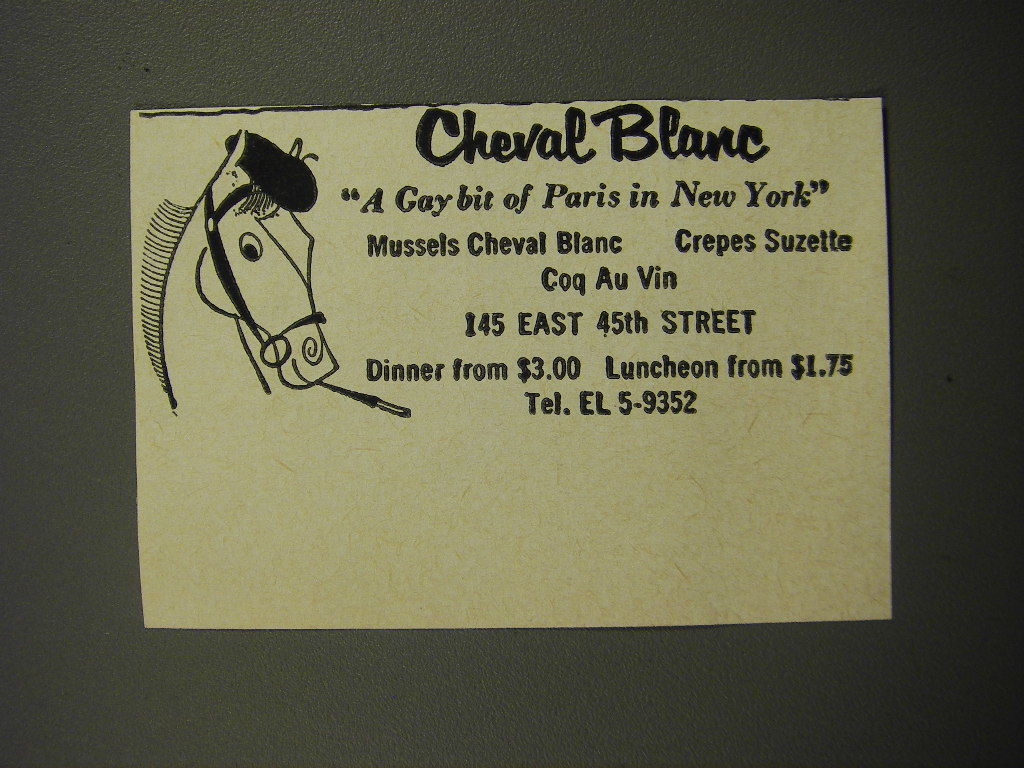 Cheval Blanc
“A Gay bit of Paris in New York”
Mussels Cheval Blanc Crepes Suzette
Coq Au Vin
145 EAST 45th STREET
Dinner from $3.00 Luncheon from $1.75
Tel. EL 5-9352